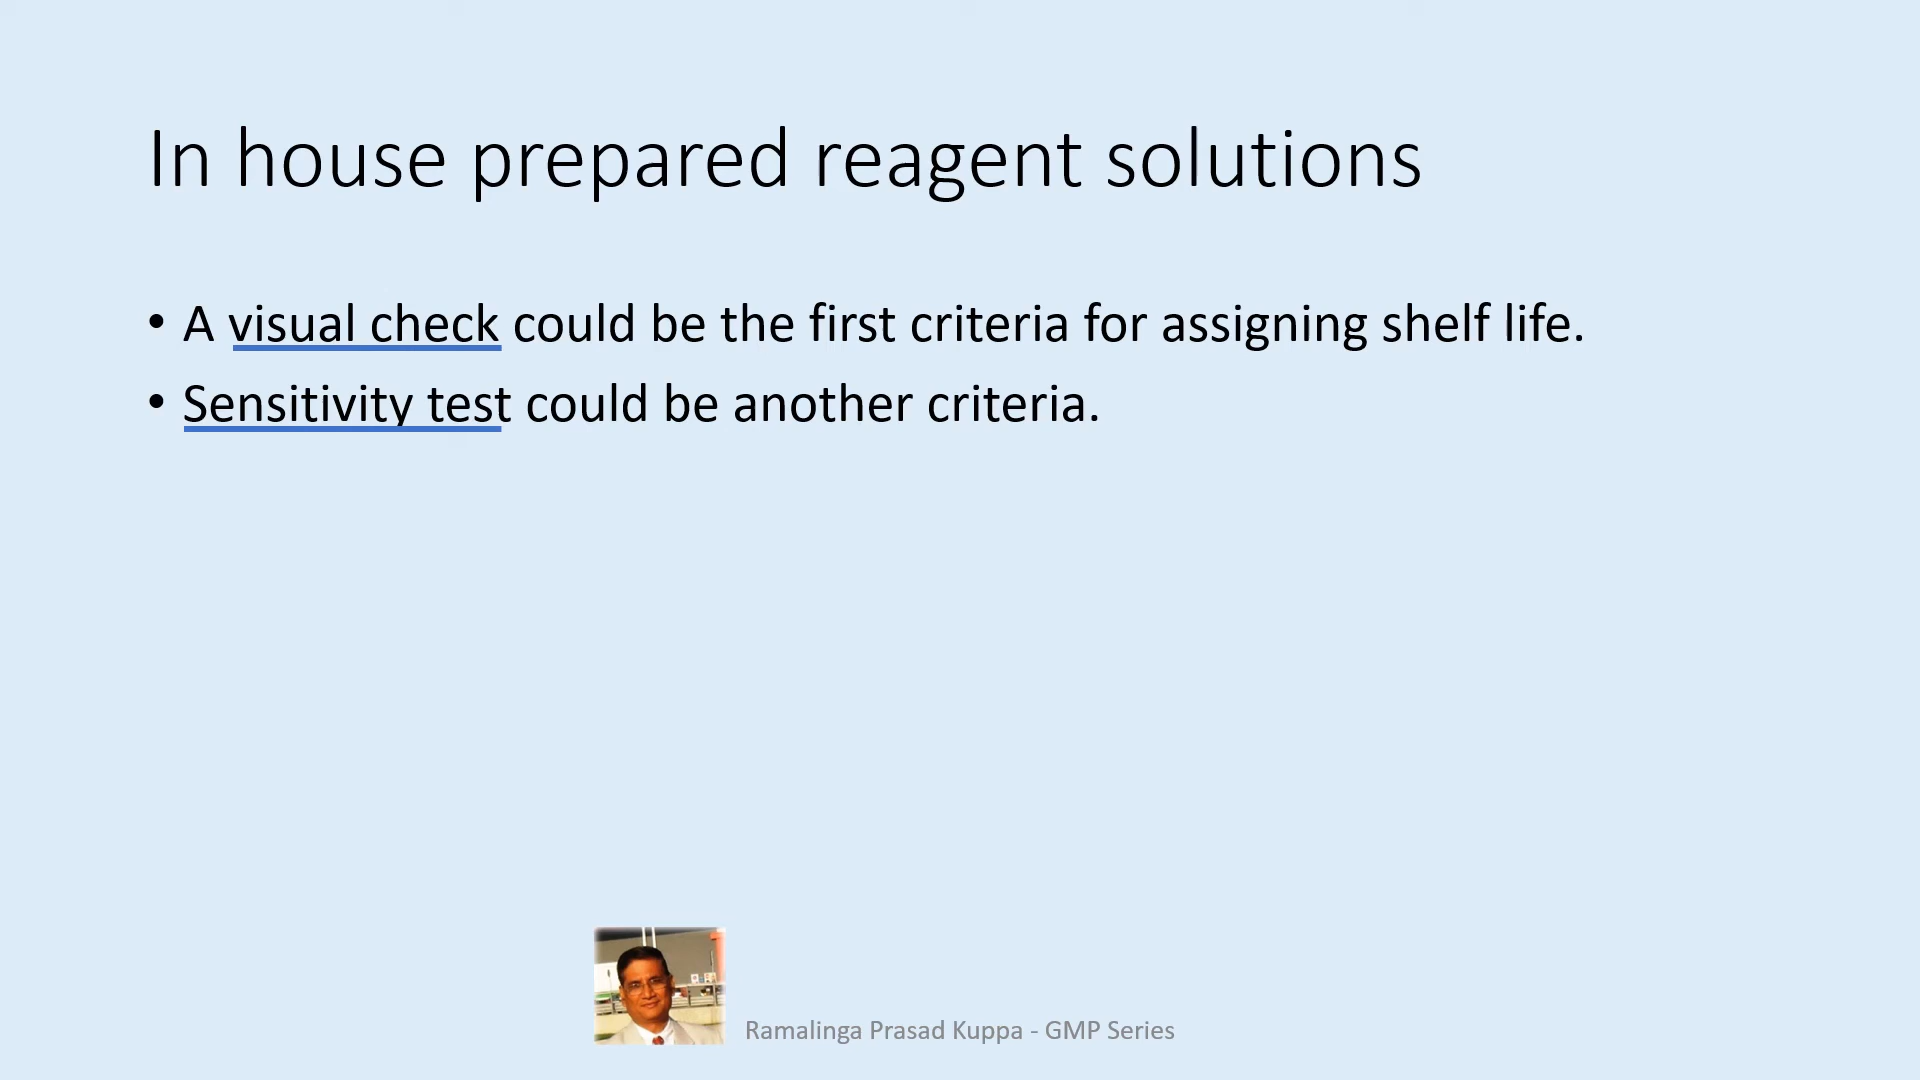 In house prepared reagent solutions
• A visual check could be the first criteria for assigning shelf life.
• Sensitivity test could be another criteria.
Ramalinga Prasad Kuppa - GMP Series